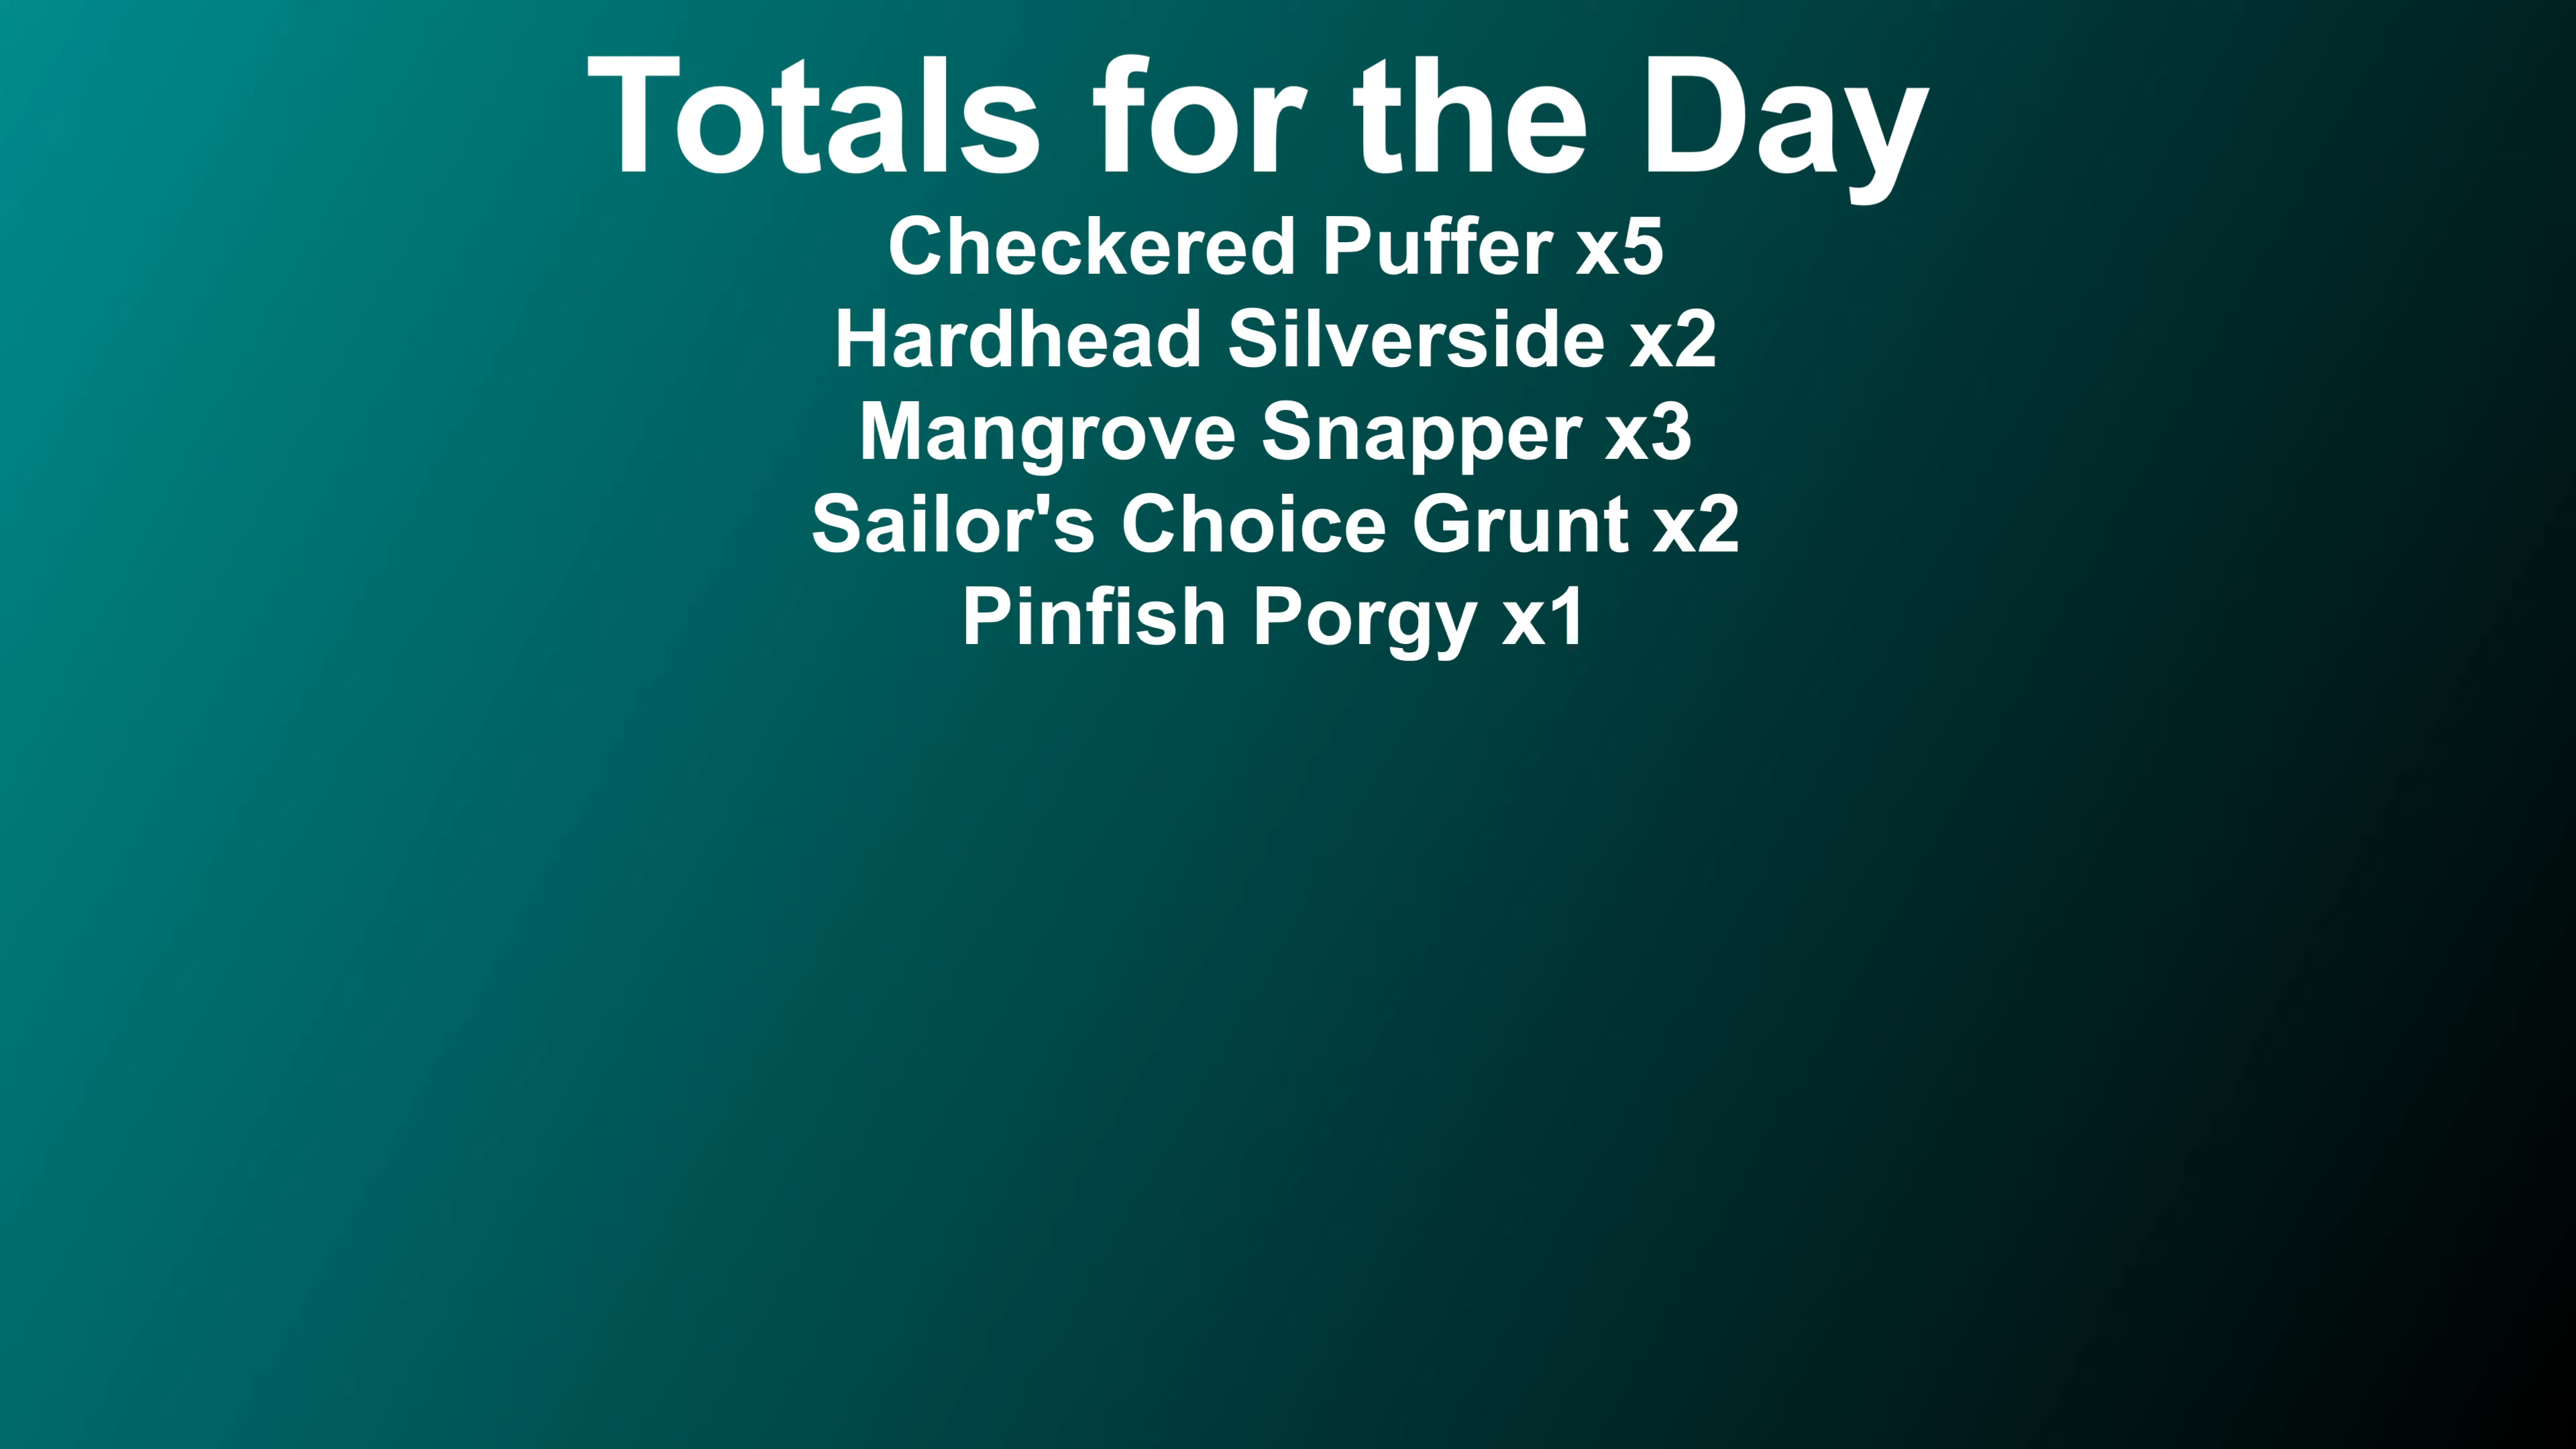 Totals for the Day
Checkered Puffer x5
Hardhead Silverside x2
Mangrove Snapper x3
Sailor's Choice Grunt x2
Pinfish Porgy x1